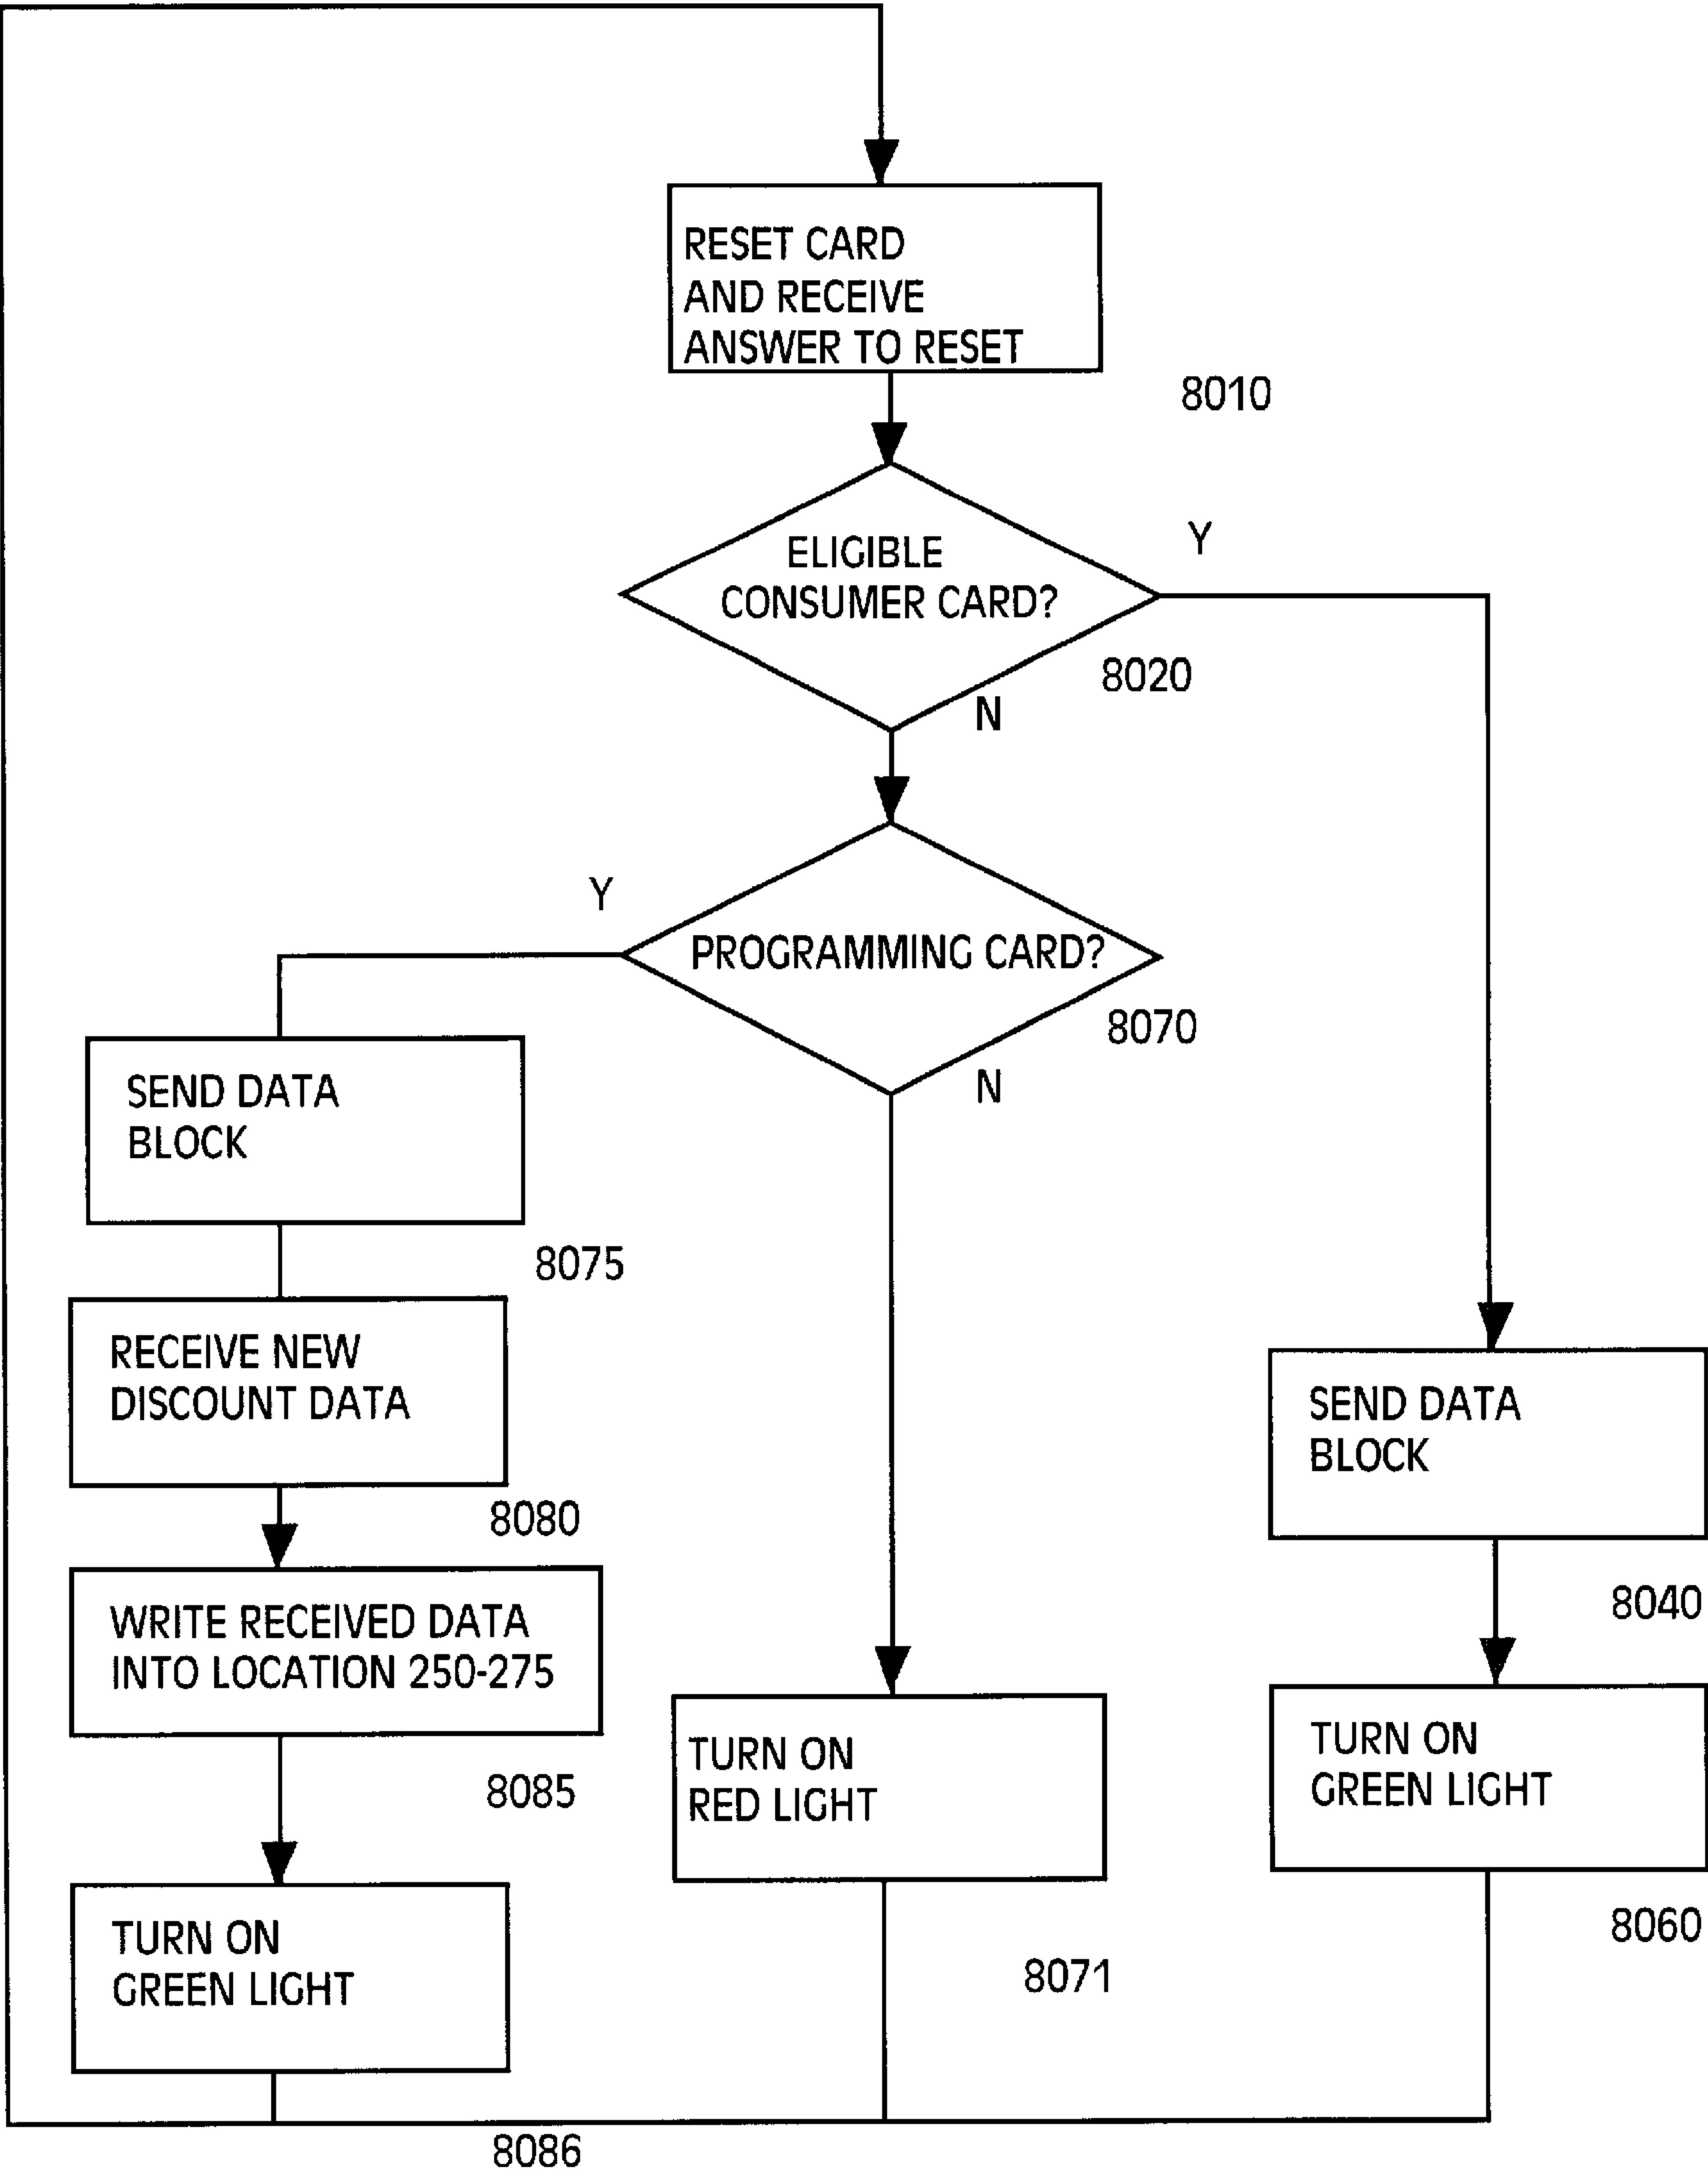 RESET CARD
AND RECEIVE
ANSWER TO RESET
8010
ELIGIBLE
CONSUMER CARD?
Y
8020
N
PROGRAMMING CARD?
Y
8070
N
SEND DATA
BLOCK
8075
RECEIVE NEW
DISCOUNT DATA
8080
WRITE RECEIVED DATA
INTO LOCATION 250-275
8085
TURN ON
GREEN LIGHT
8086
TURN ON
RED LIGHT
8071
SEND DATA
BLOCK
8040
TURN ON
GREEN LIGHT
8060